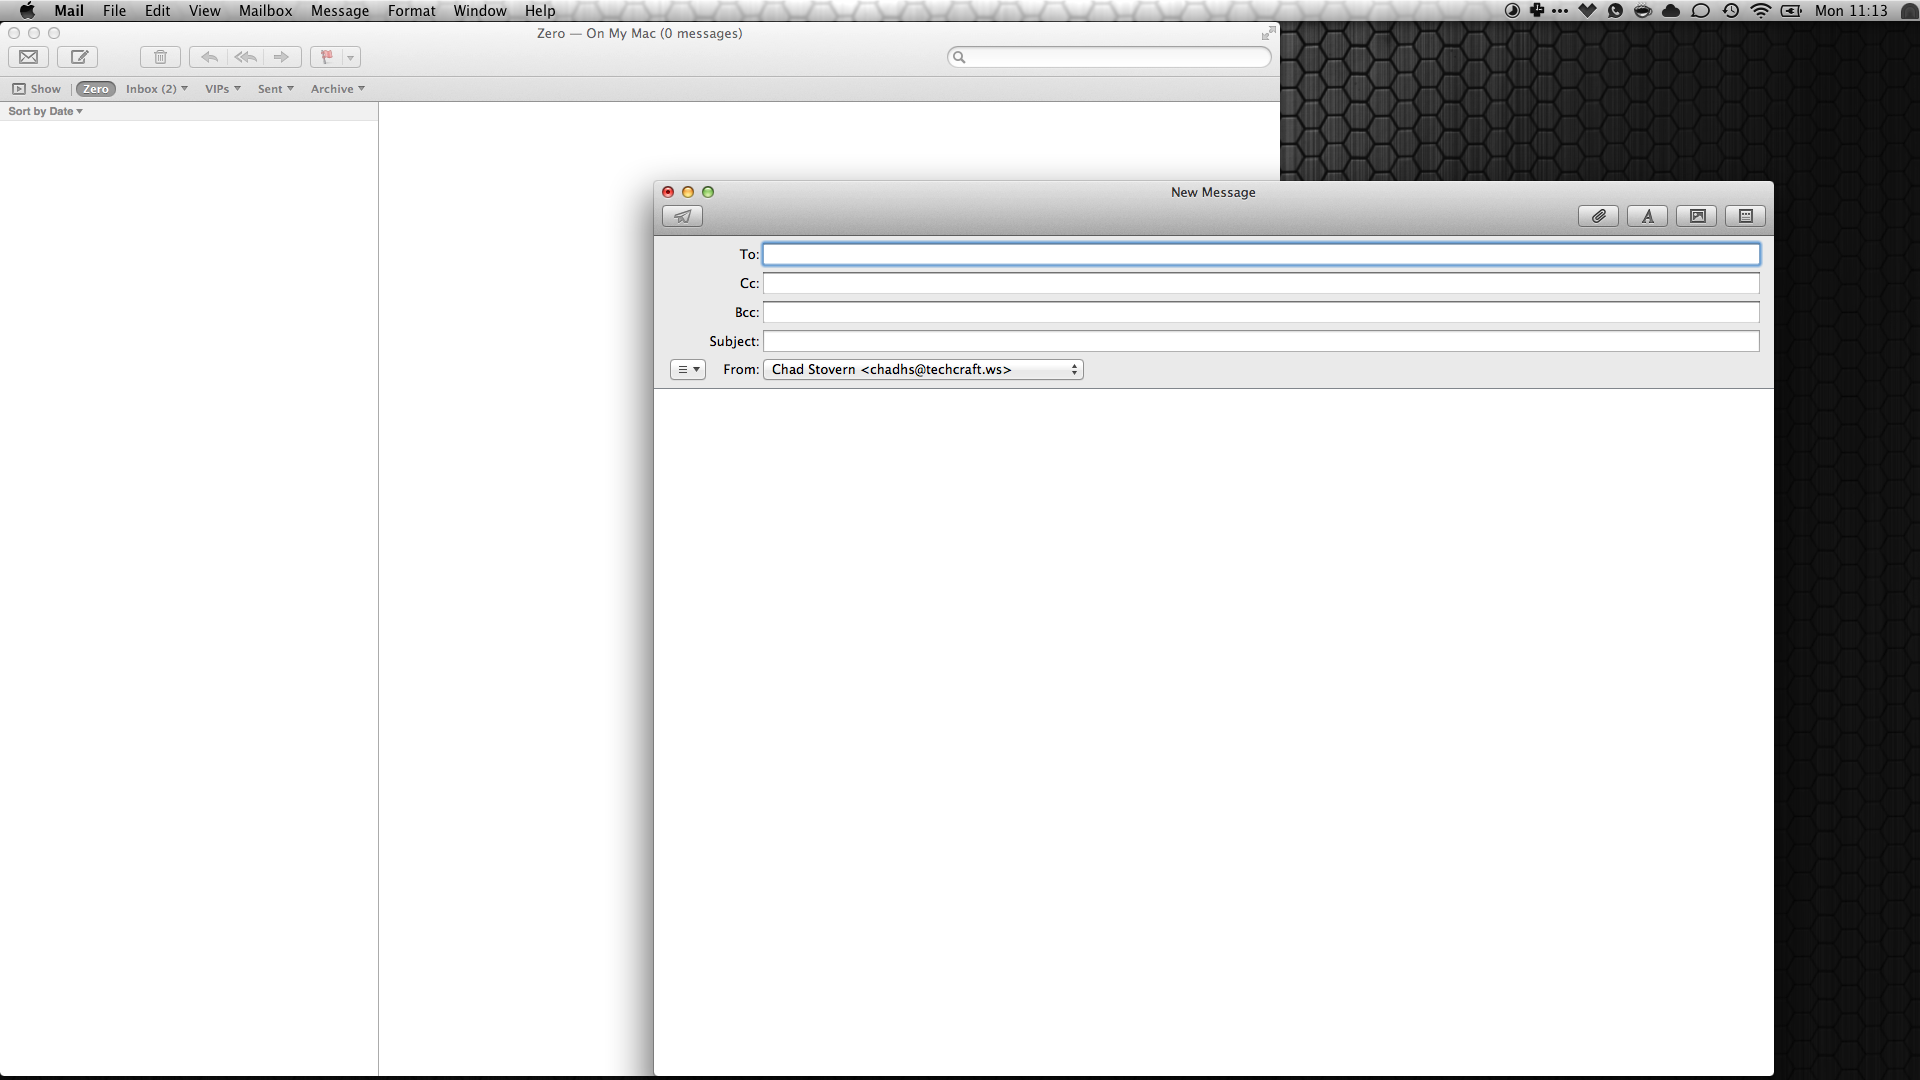 Mail File Edit View Mailbox Message Format Window Help Mon 11:13
Zero — On My Mac (0 messages)
Show Zero Inbox (2) VIPs Sent Archive
Sort by Date
New Message
To:
Cc:
Bcc:
Subject:
From: Chad Stovern <chadhs@techcraft.ws>